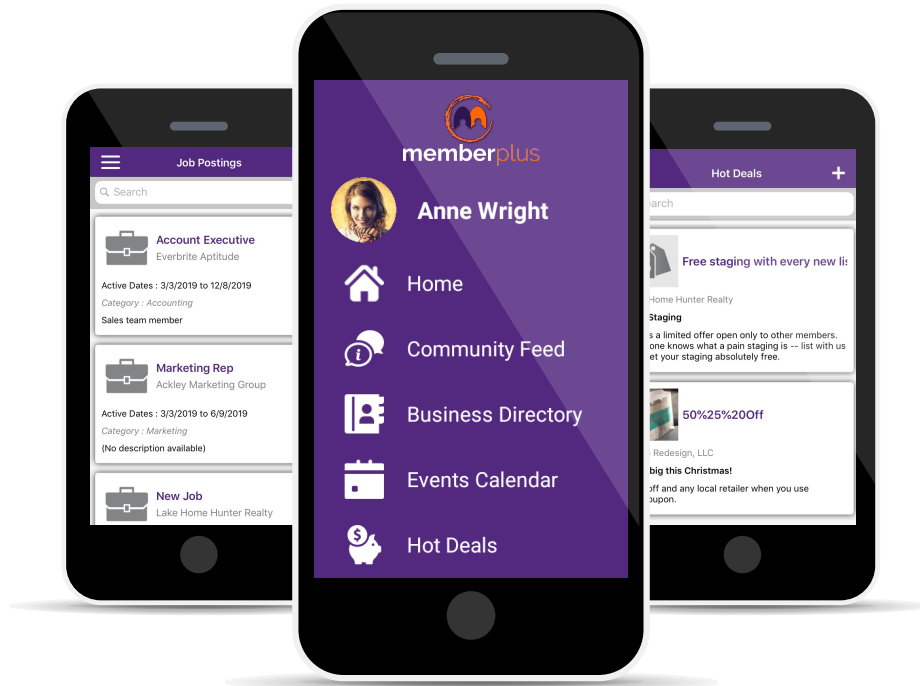 Job Postings
Search
Account Executive
Everbrite Aptitude
Active Dates : 3/3/2019 to 12/8/2019
Category : Accounting
Sales team member
Marketing Rep
Ackley Marketing Group
Active Dates : 3/3/2019 to 6/9/2019
Category : Marketing
(No description available)
New Job
Lake Home Hunter Realty
memberplus
Anne Wright
Home
Community Feed
Business Directory
Events Calendar
Hot Deals
Hot Deals
earch
Free staging with every new lis
Home Hunter Realty
Staging
s a limited offer open only to other members.
one knows what a pain staging is -- list with us
et your staging absolutely free.
50%25%20Off
Redesign, LLC
big this Christmas!
off and any local retailer when you use
oupon.